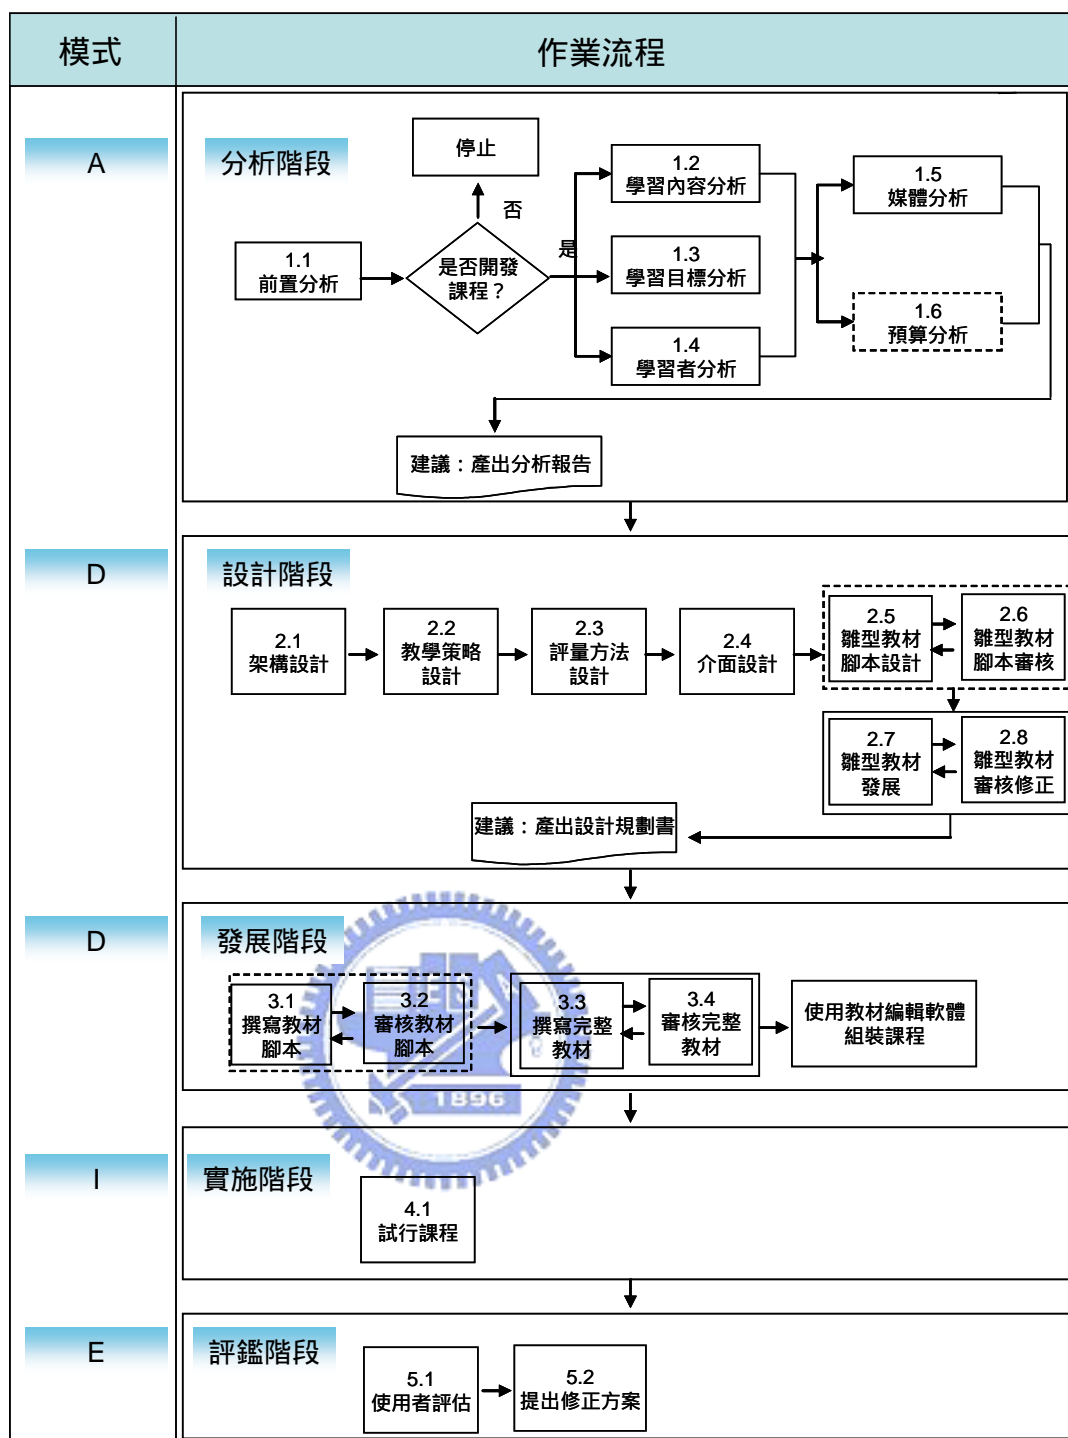 模式
作業流程
A
分析階段
停止
否
是
1.1
前置分析
是否開發
課程？
1.2
學習內容分析
1.3
學習目標分析
1.4
學習者分析
1.5
媒體分析
1.6
預算分析
建議：產出分析報告
D
設計階段
2.1
架構設計
2.2
教學策略
設計
2.3
評量方法
設計
2.4
介面設計
2.5
雛型教材
腳本設計
2.6
雛型教材
腳本審核
2.7
雛型教材
發展
2.8
雛型教材
審核修正
建議：產出設計規劃書
D
發展階段
3.1
撰寫教材
腳本
3.2
審核教材
腳本
3.3
撰寫完整
教材
3.4
審核完整
教材
使用教材編輯軟體
組裝課程
1896
I
實施階段
4.1
試行課程
E
評鑑階段
5.1
使用者評估
5.2
提出修正方案